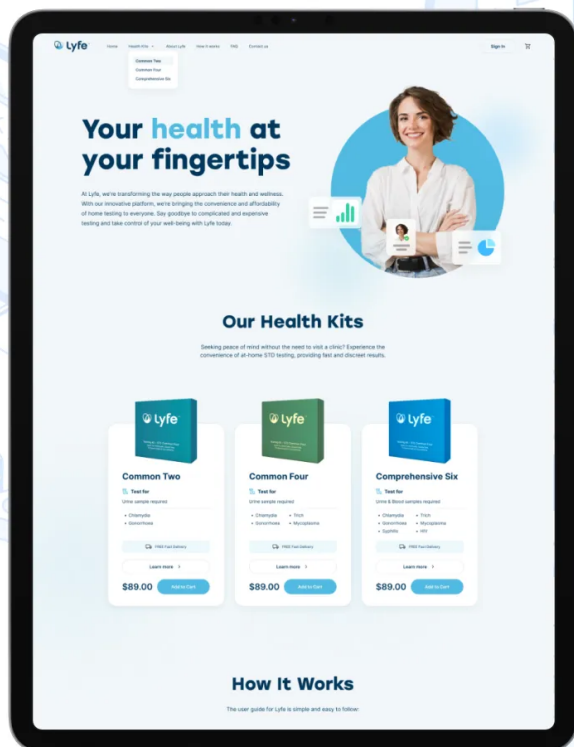 Lyfe
Home Health Kits About Lyfe How it works FAQ Contact us Sign in
Common Two
Common Four
Comprehensive Six
Your health at
your fingertips
At Lyfe, we're transforming the way people approach their health and wellness.
With our innovative platform, we're bringing the convenience and affordability
of home testing to everyone. Say goodbye to complicated and expensive
testing and take control of your well-being with Lyfe today.
Our Health Kits
Seeking peace of mind without the need to visit a clinic? Experience the
convenience of at-home STD testing, providing fast and discreet results.
Lyfe
Lyfe
Lyfe
Common Two
Test for
Urine sample required
• Chlamydia
• Gonorrhoea
FREE Fast Delivery
Learn more
$89.00 Add to Cart
Common Four
Test for
Urine sample required
• Chlamydia • Trich
• Gonorrhoea • Mycoplasma
FREE Fast Delivery
Learn more
$89.00 Add to Cart
Comprehensive Six
Test for
Urine & Blood samples required
• Chlamydia • Trich
• Gonorrhoea • Mycoplasma
• Syphilis • HIV
FREE Fast Delivery
Learn more
$89.00 Add to Cart
How It Works
The user guide for Lyfe is simple and easy to follow